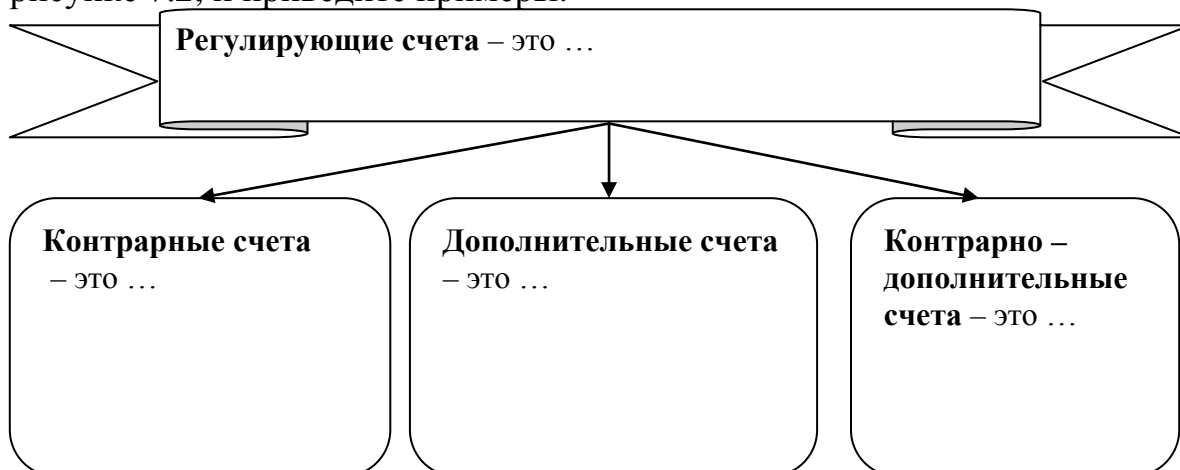 рисунке 7.2, и приведите примеры.
Регулирующие счета – это …
Контрарные счета
– это …
Дополнительные счета
– это …
Контрарно –
дополнительные
счета – это …